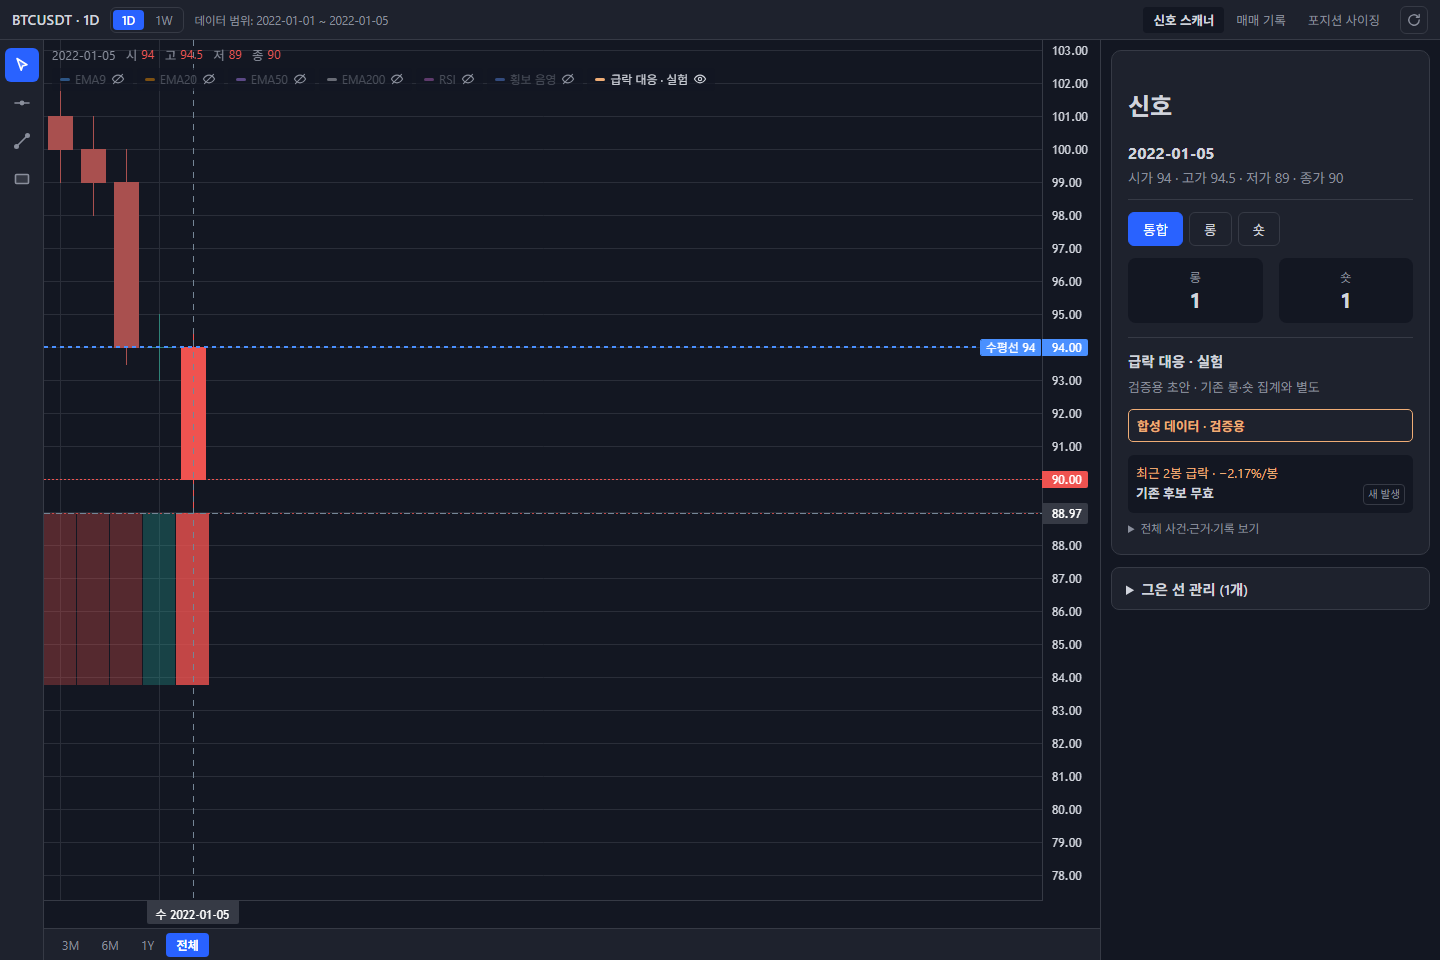 BTCUSDT · 1D 1D 1W 데이터 범위: 2022-01-01 ~ 2022-01-05 신호 스캐너 매매 기록 포지션 사이징
2022-01-05 시 94 고 94.5 저 89 종 90
EMA9 EMA20 EMA50 EMA200 RSI 횡보 음영 급락 대응 · 실험
103.00
102.00
101.00
100.00
99.00
98.00
97.00
96.00
95.00
수평선 94 94.00
93.00
92.00
91.00
90.00
88.97
88.00
87.00
86.00
85.00
84.00
83.00
82.00
81.00
80.00
79.00
78.00
수 2022-01-05
3M 6M 1Y 전체
신호
2022-01-05
시가 94 · 고가 94.5 · 저가 89 · 종가 90
통합 롱 숏
롱 숏
1 1
급락 대응 · 실험
검증용 초안 · 기존 롱·숏 집계와 별도
합성 데이터 · 검증용
최근 2봉 급락 · −2.17%/봉
기존 후보 무효 새 발생
▶ 전체 사건·근거·기록 보기
▶ 그은 선 관리 (1개)